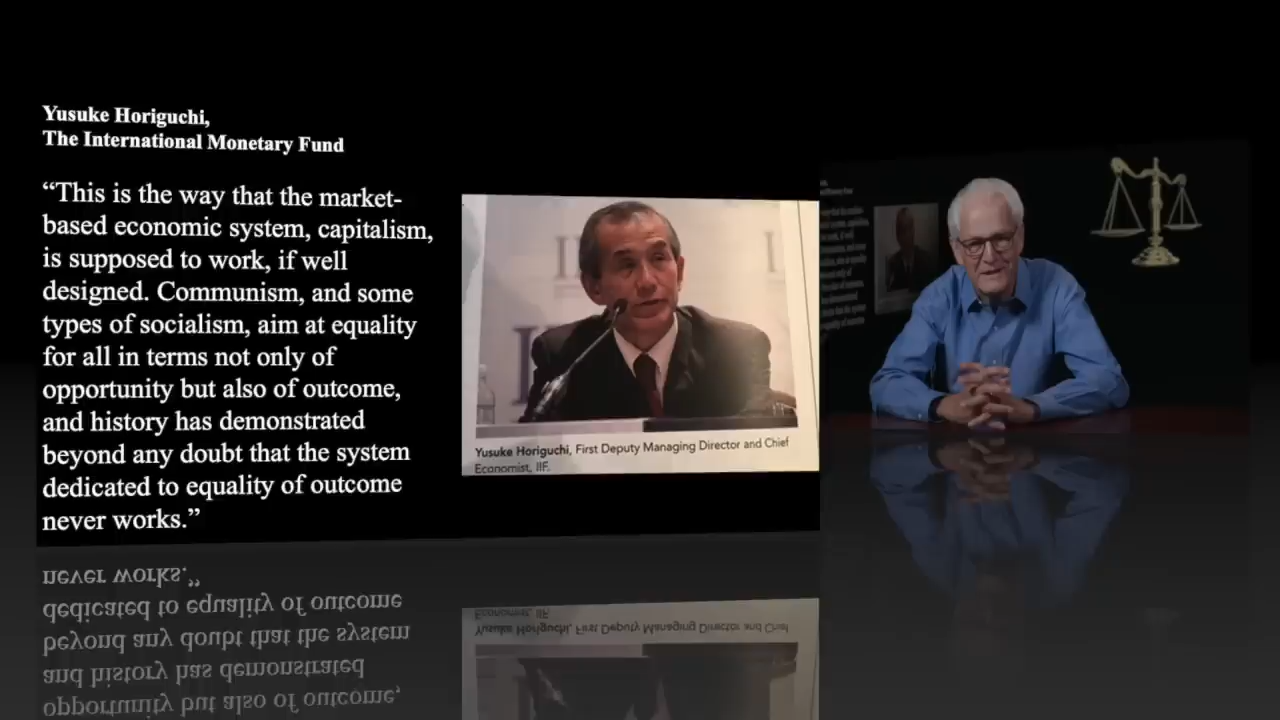 Yusuke Horiguchi,
The International Monetary Fund
“This is the way that the market-
based economic system, capitalism,
is supposed to work, if well
designed. Communism, and some
types of socialism, aim at equality
for all in terms not only of
opportunity but also of outcome,
and history has demonstrated
beyond any doubt that the system
dedicated to equality of outcome
never works.”
Yusuke Horiguchi, First Deputy Managing Director and Chief
Economist, IIF.